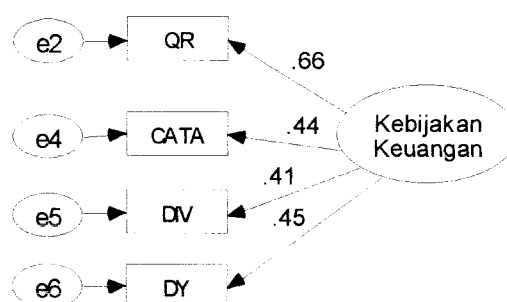 e2
QR
.66
e4
CATA
.44
Kebijakan
Keuangan
.41
e5
DIV
.45
e6
DY